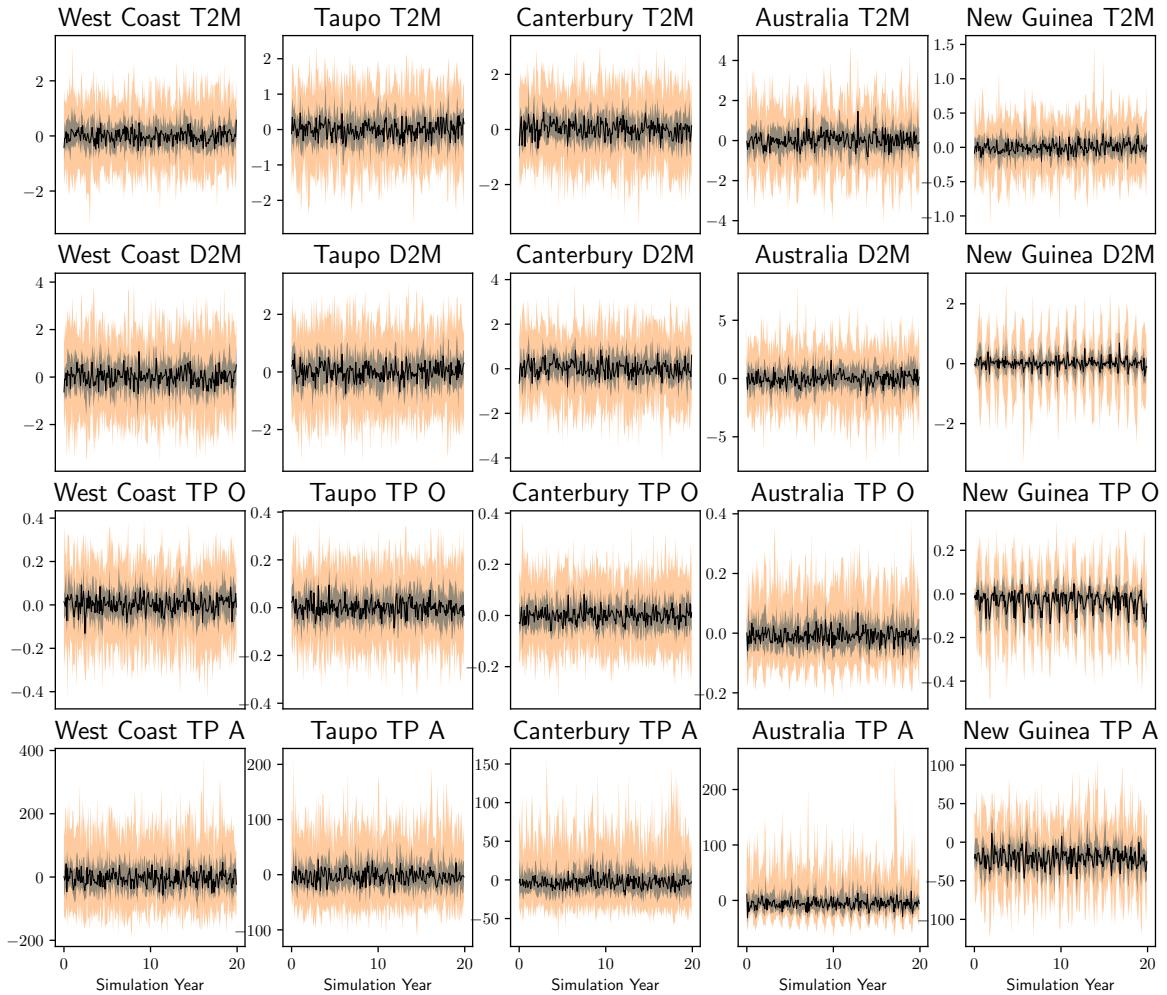 West Coast T2M Taupo T2M Canterbury T2M Australia T2M New Guinea T2M
2 0 −2
2 1 0 −1 −2
2 0 −2
4 2 0 −2 −4
1.5 1.0 0.5 0.0 −0.5 −1.0
West Coast D2M Taupo D2M Canterbury D2M Australia D2M New Guinea D2M
4 2 0 −2
2 0 −2
4 2 0 −2 −4
5 0 −5
2 0 −2
West Coast TP O Taupo TP O Canterbury TP O Australia TP O New Guinea TP O
0.4 0.2 0.0 −0.2 −0.4
0.4 0.2 0.0 −0.2 −0.4
0.4 0.2 0.0 −0.2
0.4 0.2 0.0 −0.2
0.2 0.0 −0.2 −0.4
West Coast TP A Taupo TP A Canterbury TP A Australia TP A New Guinea TP A
400 200 0 −200
200 100 0 −100
150 100 50 0 −50
200 100 0 −100
100 50 0 −50 −100
0 10 20 0 10 20 0 10 20 0 10 20 0 10 20
Simulation Year Simulation Year Simulation Year Simulation Year Simulation Year